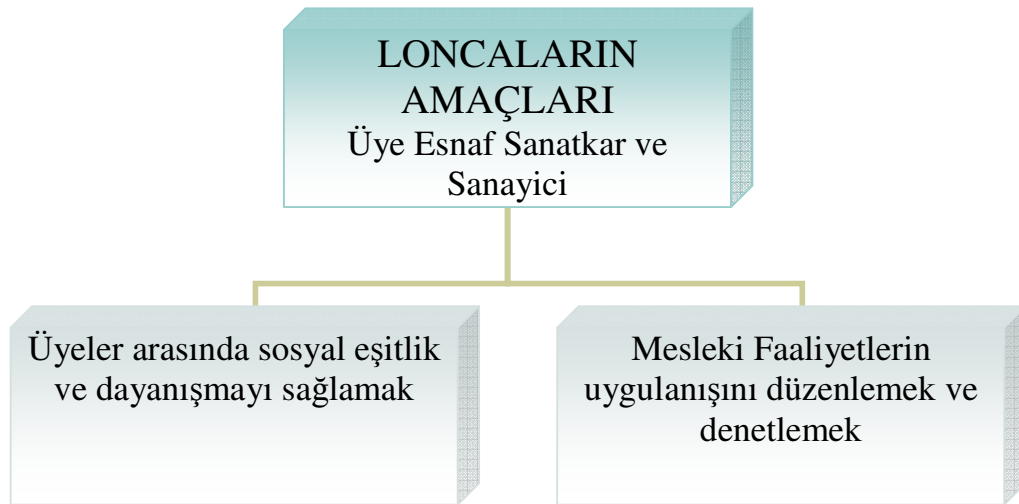 LONCALARIN
AMAÇLARI
Üye Esnaf Sanatkar ve
Sanayici
Üyeler arasında sosyal eşitlik
ve dayanışmayı sağlamak
Mesleki Faaliyetlerin
uygulanışını düzenlemek ve
denetlemek